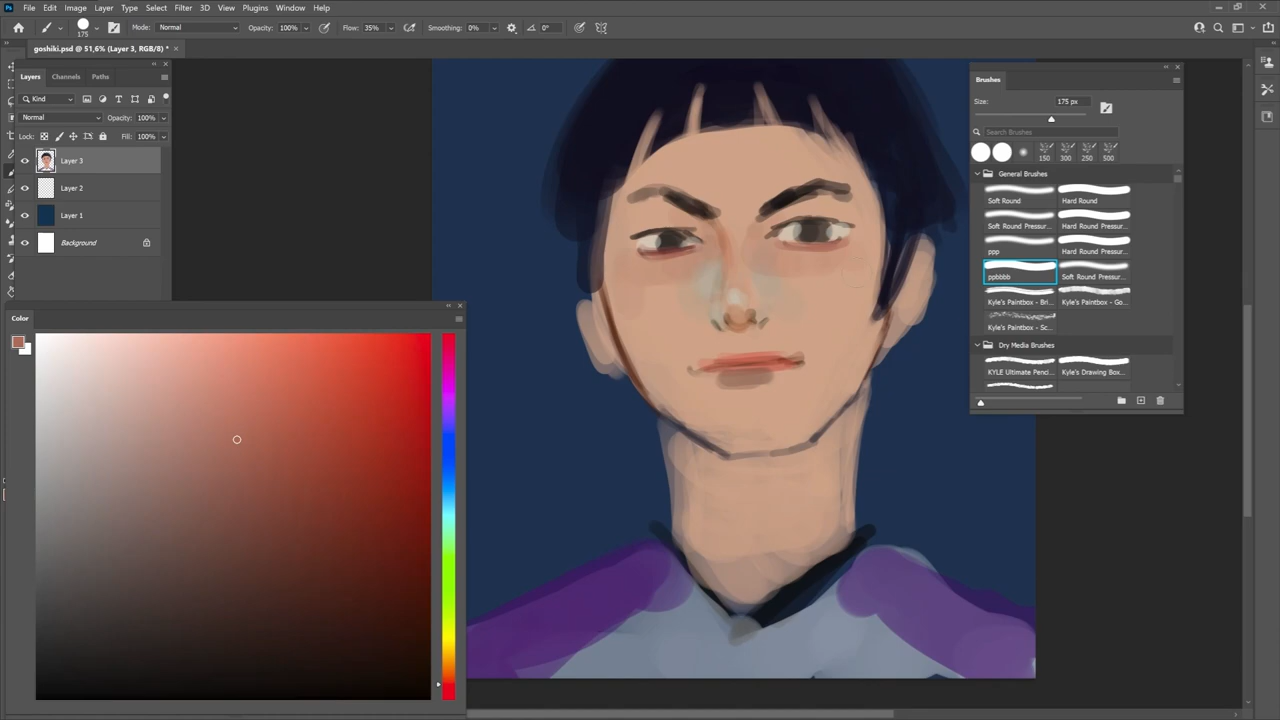 Ps File Edit Image Layer Type Select Filter 3D View Plugins Window Help
175 Mode: Normal Opacity: 100% Flow: 35% Smoothing: 0% 0°
goshiki.psd @ 51,6% (Layer 3, RGB/8) * ×
Layers Channels Paths
Kind
Normal Opacity: 100%
Lock: Fill: 100%
Layer 3
Layer 2
Layer 1
Background
Color
Brushes
Size: 175 px
Search Brushes
150 300 250 500
General Brushes
Soft Round Hard Round
Soft Round Pressur... Hard Round Pressur...
ppp Hard Round Pressur...
ppbbbb Soft Round Pressur...
Kyle's Paintbox - Bri... Kyle's Paintbox - Go...
Kyle's Paintbox - Sc...
Dry Media Brushes
KYLE Ultimate Penci... Kyle's Drawing Box...